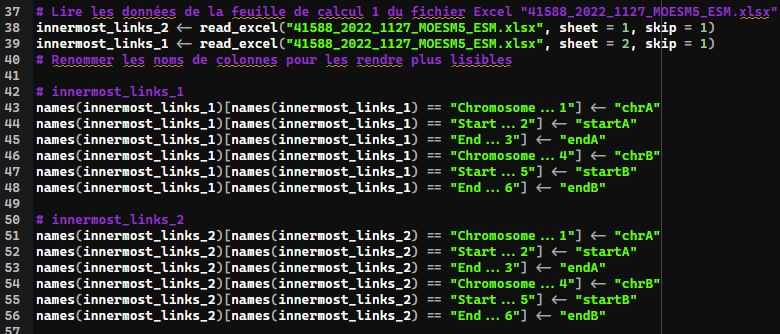 37 # Lire les données de la feuille de calcul 1 du fichier Excel "41588_2022_1127_MOESM5_ESM.xlsx"
38 innermost_links_2 <- read_excel("41588_2022_1127_MOESM5_ESM.xlsx", sheet = 1, skip = 1)
39 innermost_links_1 <- read_excel("41588_2022_1127_MOESM5_ESM.xlsx", sheet = 2, skip = 1)
40 # Renommer les noms de colonnes pour les rendre plus lisibles
41
42 # innermost_links_1
43 names(innermost_links_1)[names(innermost_links_1) == "Chromosome...1"] <- "chrA"
44 names(innermost_links_1)[names(innermost_links_1) == "Start...2"] <- "startA"
45 names(innermost_links_1)[names(innermost_links_1) == "End...3"] <- "endA"
46 names(innermost_links_1)[names(innermost_links_1) == "Chromosome...4"] <- "chrB"
47 names(innermost_links_1)[names(innermost_links_1) == "Start...5"] <- "startB"
48 names(innermost_links_1)[names(innermost_links_1) == "End...6"] <- "endB"
49
50 # innermost_links_2
51 names(innermost_links_2)[names(innermost_links_2) == "Chromosome...1"] <- "chrA"
52 names(innermost_links_2)[names(innermost_links_2) == "Start...2"] <- "startA"
53 names(innermost_links_2)[names(innermost_links_2) == "End...3"] <- "endA"
54 names(innermost_links_2)[names(innermost_links_2) == "Chromosome...4"] <- "chrB"
55 names(innermost_links_2)[names(innermost_links_2) == "Start...5"] <- "startB"
56 names(innermost_links_2)[names(innermost_links_2) == "End...6"] <- "endB"
57